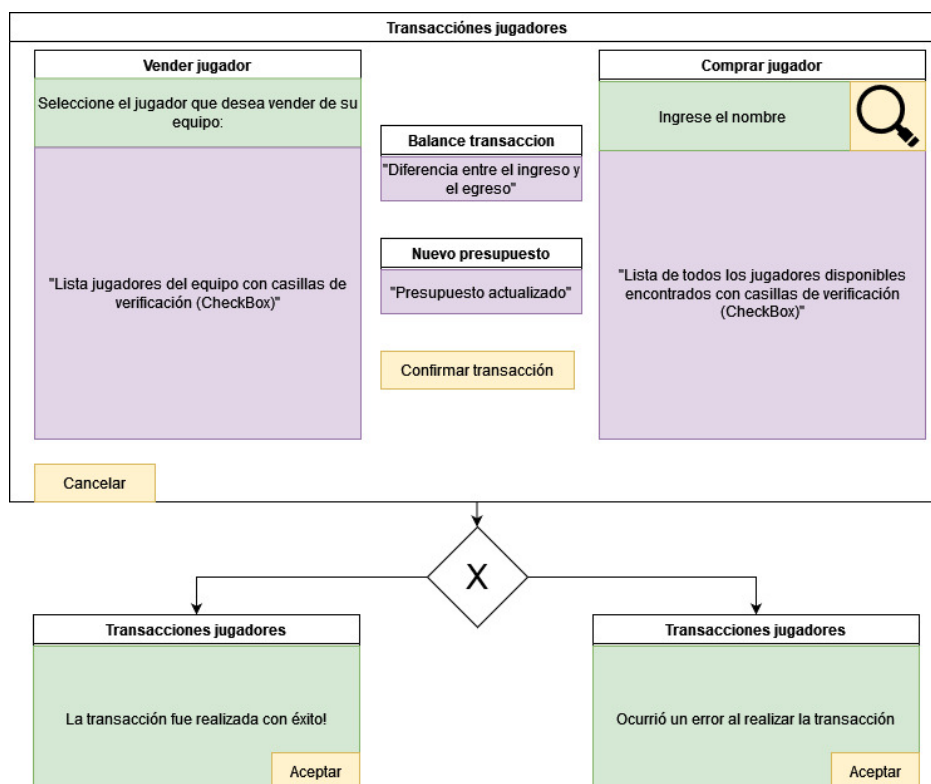 Transacciónes jugadores
Vender jugador
Seleccione el jugador que desea vender de su
equipo:
"Lista jugadores del equipo con casillas de
verificación (CheckBox)"
Balance transaccion
"Diferencia entre el ingreso y
el egreso"
Nuevo presupuesto
"Presupuesto actualizado"
Confirmar transacción
Comprar jugador
Ingrese el nombre
"Lista de todos los jugadores disponibles
encontrados con casillas de verificación
(CheckBox)"
Cancelar
X
Transacciones jugadores
La transacción fue realizada con éxito!
Aceptar
Transacciones jugadores
Ocurrió un error al realizar la transacción
Aceptar